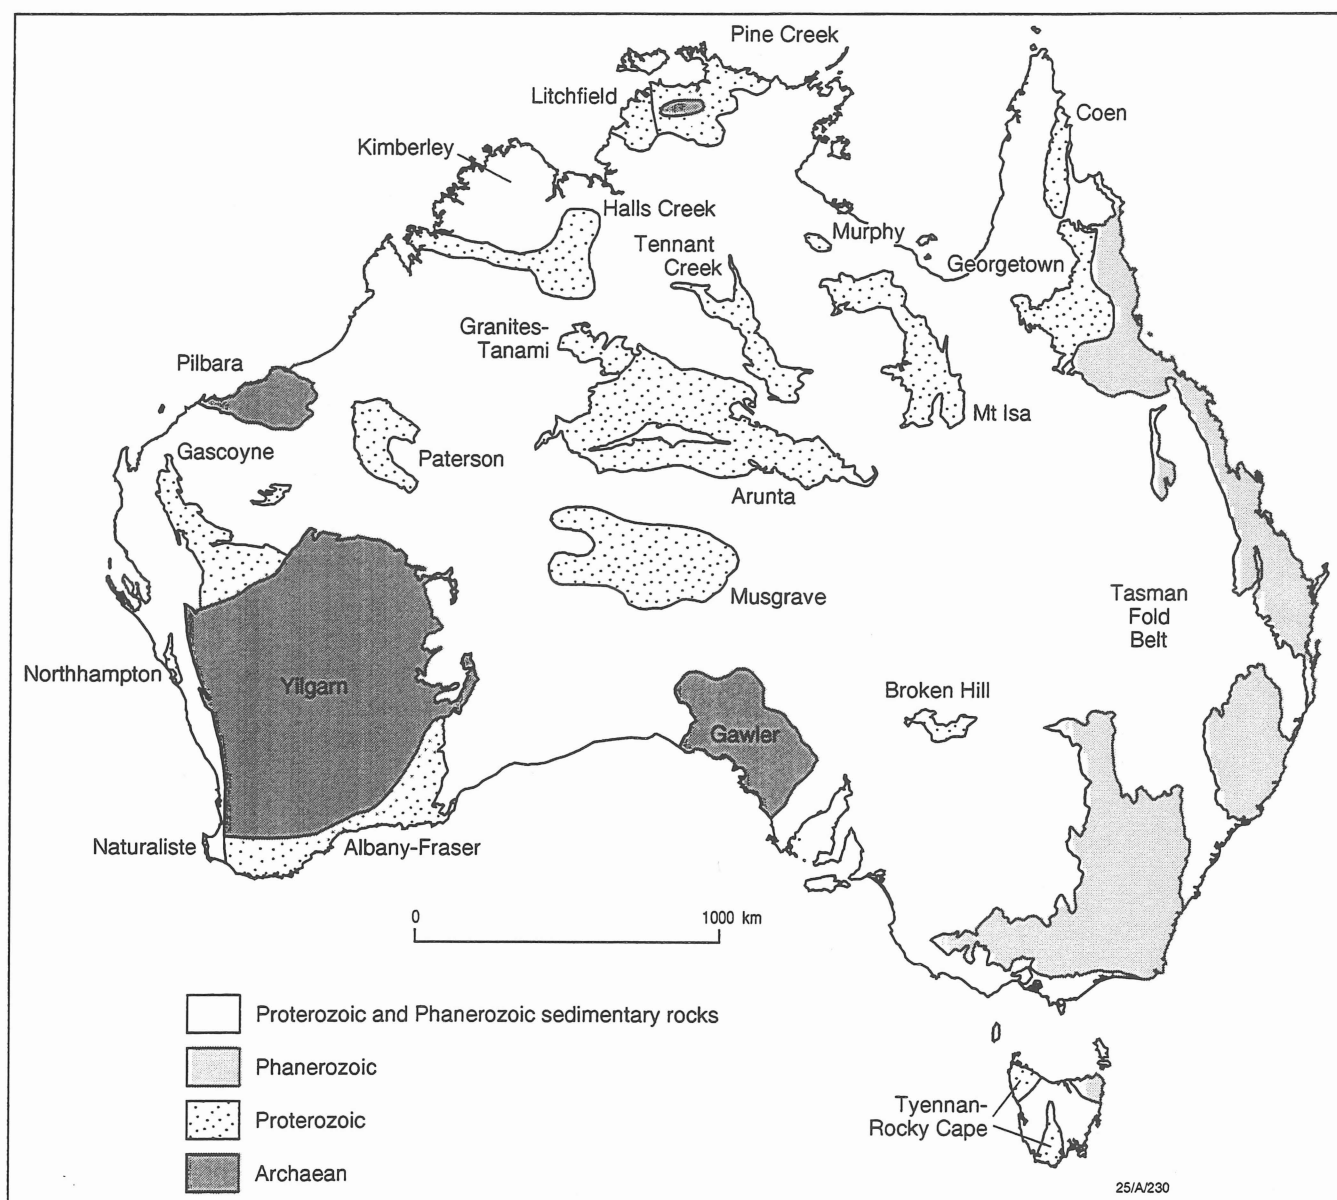 Pine Creek
Litchfield
Coen
Kimberley
Halls Creek
Murphy
Tennant
Creek
Georgetown
Granites-
Tanami
Pilbara
Mt Isa
Gascoyne
Paterson
Arunta
Musgrave
Tasman
Fold
Belt
Northhampton
Yilgarn
Broken Hill
Gawler
Naturaliste
Albany-Fraser
0
1000 km
Proterozoic and Phanerozoic sedimentary rocks
Phanerozoic
Proterozoic
Archaean
Tyennan-
Rocky Cape
25/A/230